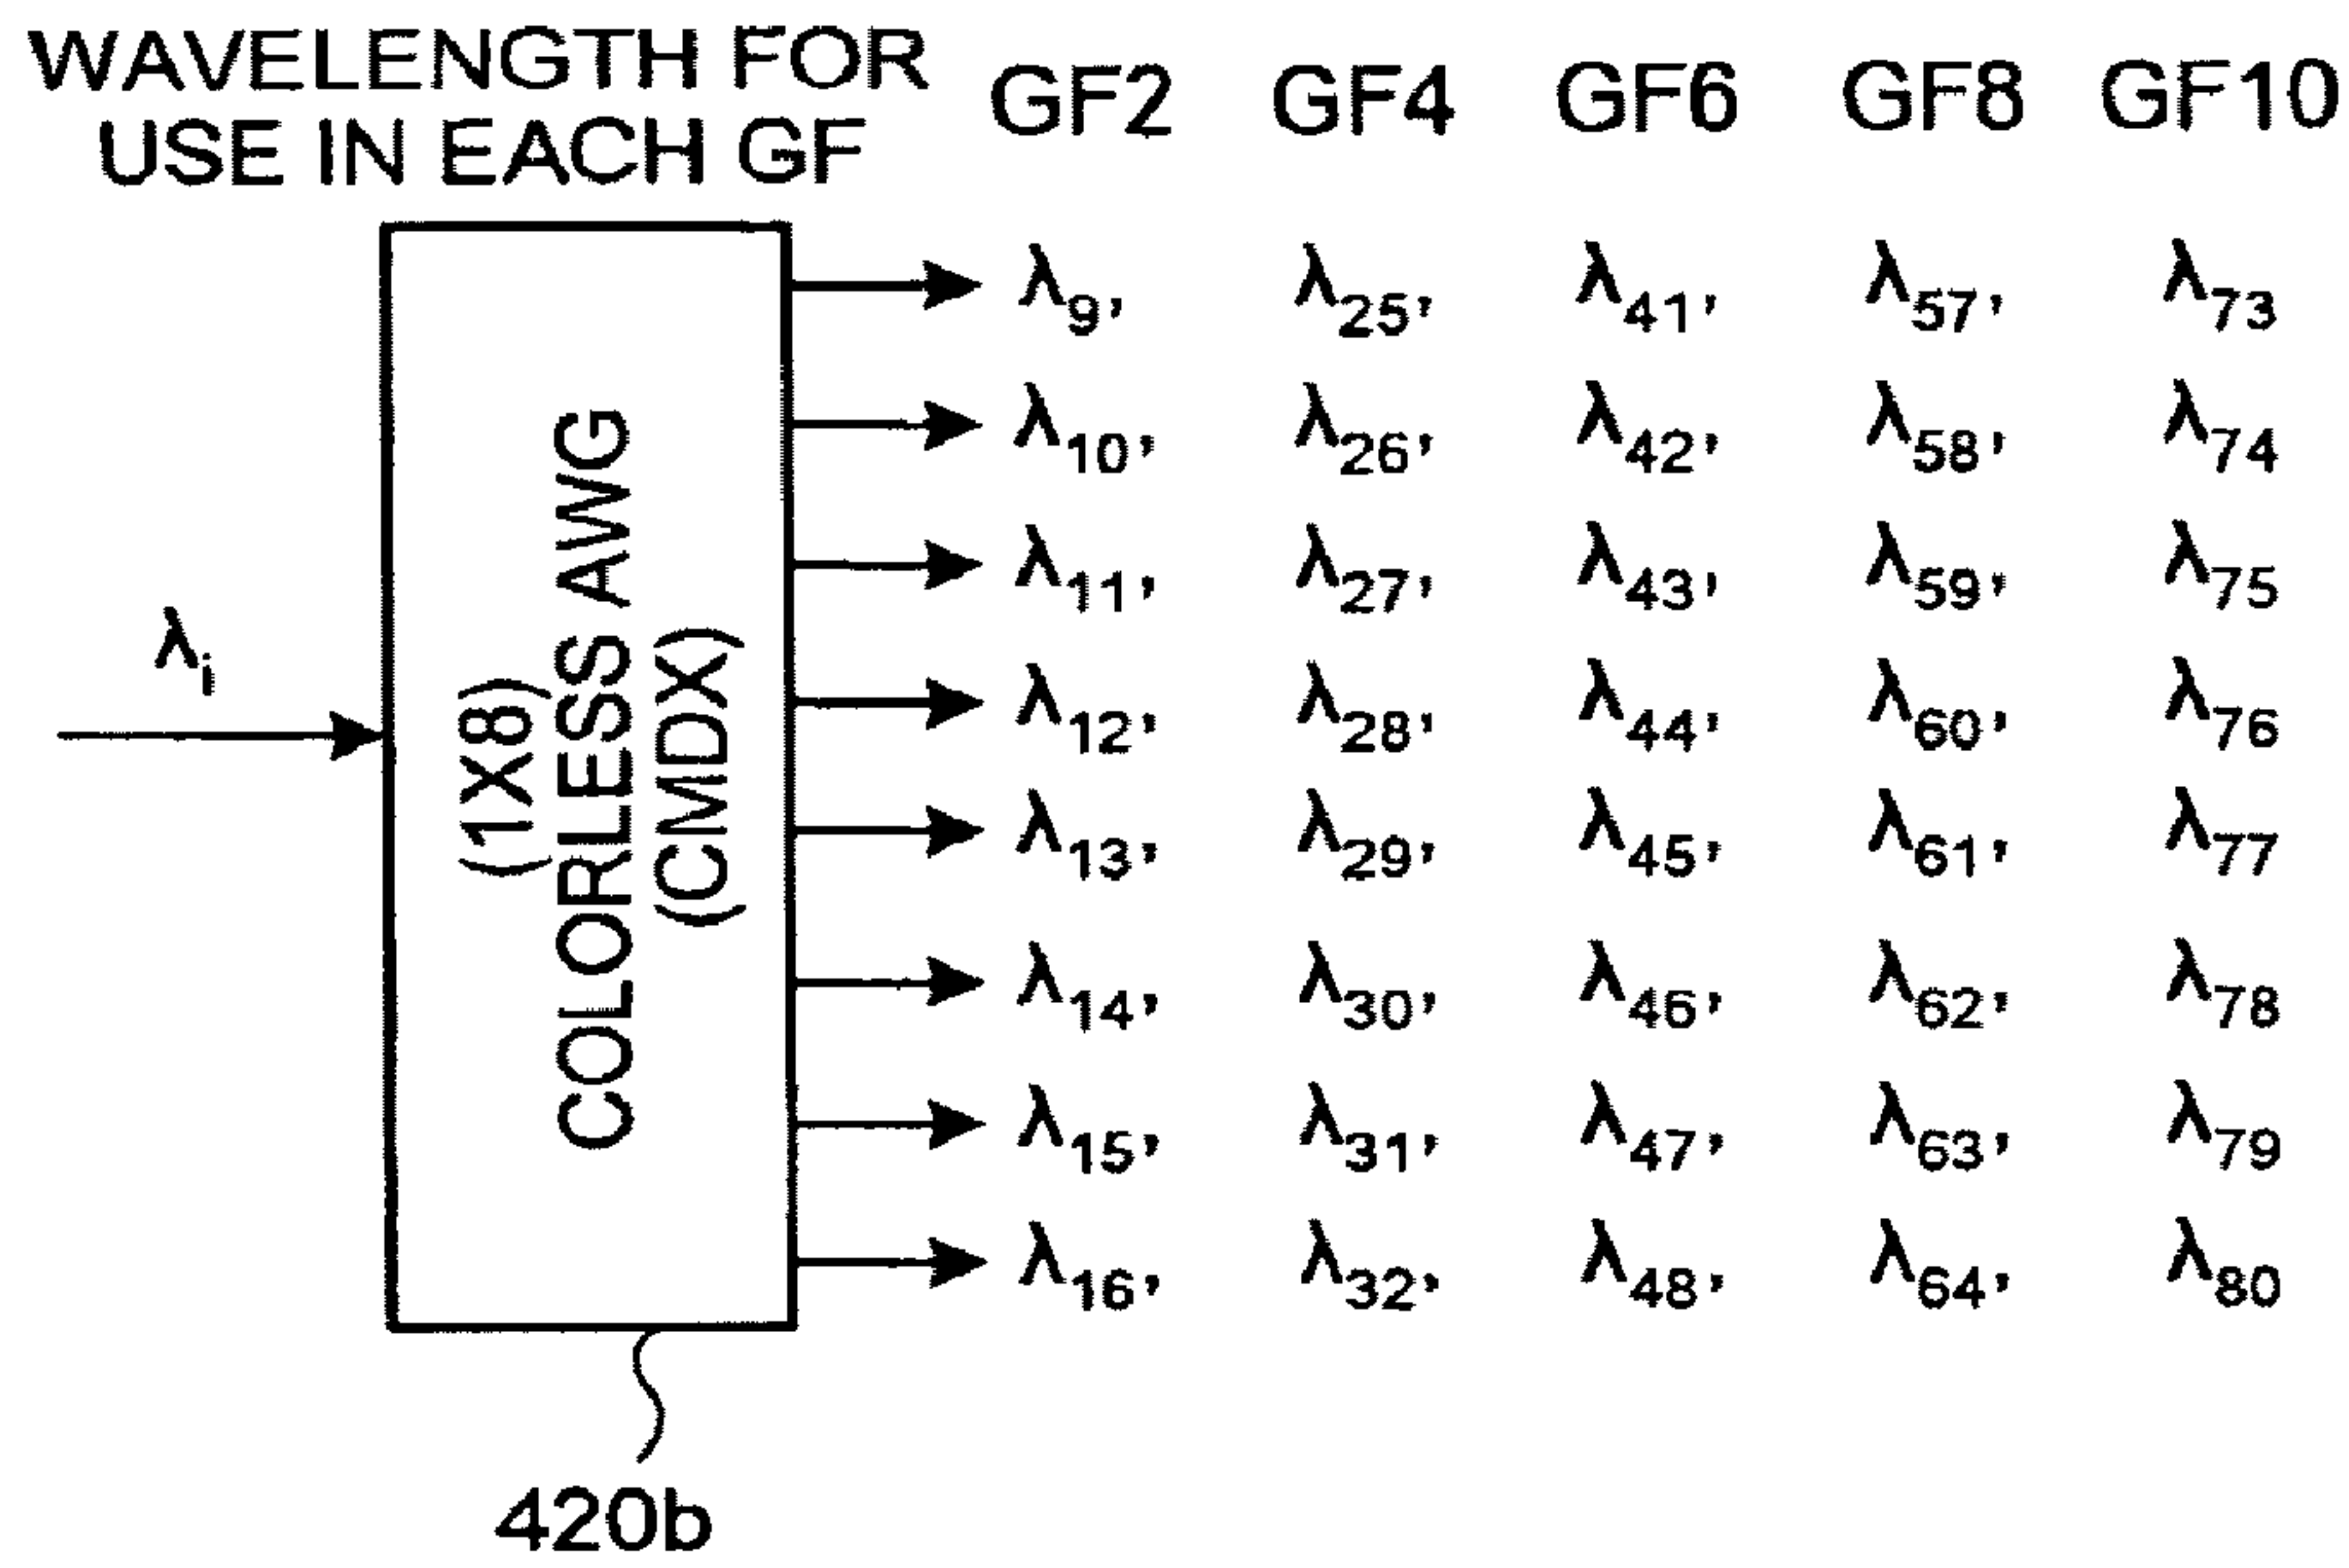 WAVELENGTH FOR
USE IN EACH GF
GF2 GF4 GF6 GF8 GF10
λi
(1X8)
COLORLESS AWG
(CMDX)
λ9, λ25, λ41, λ57, λ73
λ10, λ26, λ42, λ58, λ74
λ11, λ27, λ43, λ59, λ75
λ12, λ28, λ44, λ60, λ76
λ13, λ29, λ45, λ61, λ77
λ14, λ30, λ46, λ62, λ78
λ15, λ31, λ47, λ63, λ79
λ16, λ32, λ48, λ64, λ80
420b